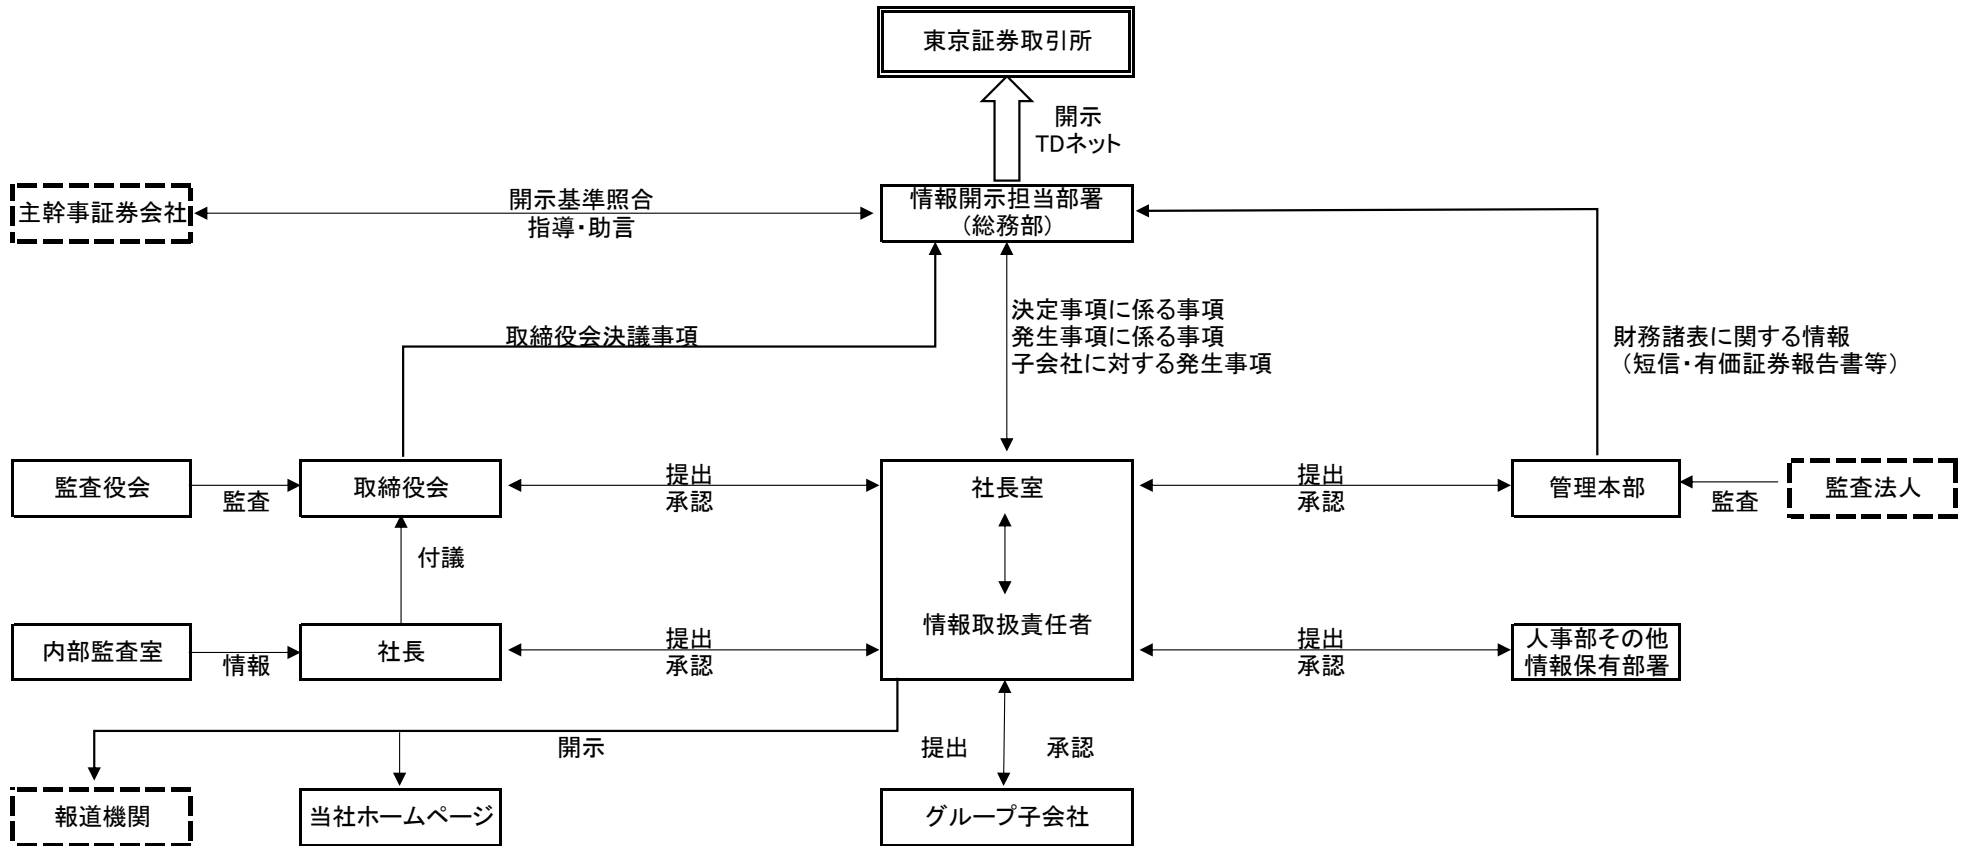 東京証券取引所
開示
TDネット
主幹事証券会社
開示基準照合
指導・助言
情報開示担当部署
（総務部）
取締役会決議事項
決定事項に係る事項
発生事項に係る事項
子会社に対する発生事項
財務諸表に関する情報
（短信・有価証券報告書等）
監査役会
監査
取締役会
提出
承認
社長室
提出
承認
管理本部
監査
監査法人
付議
内部監査室
情報
社長
提出
承認
情報取扱責任者
提出
承認
人事部その他
情報保有部署
開示
提出
承認
報道機関
当社ホームページ
グループ子会社